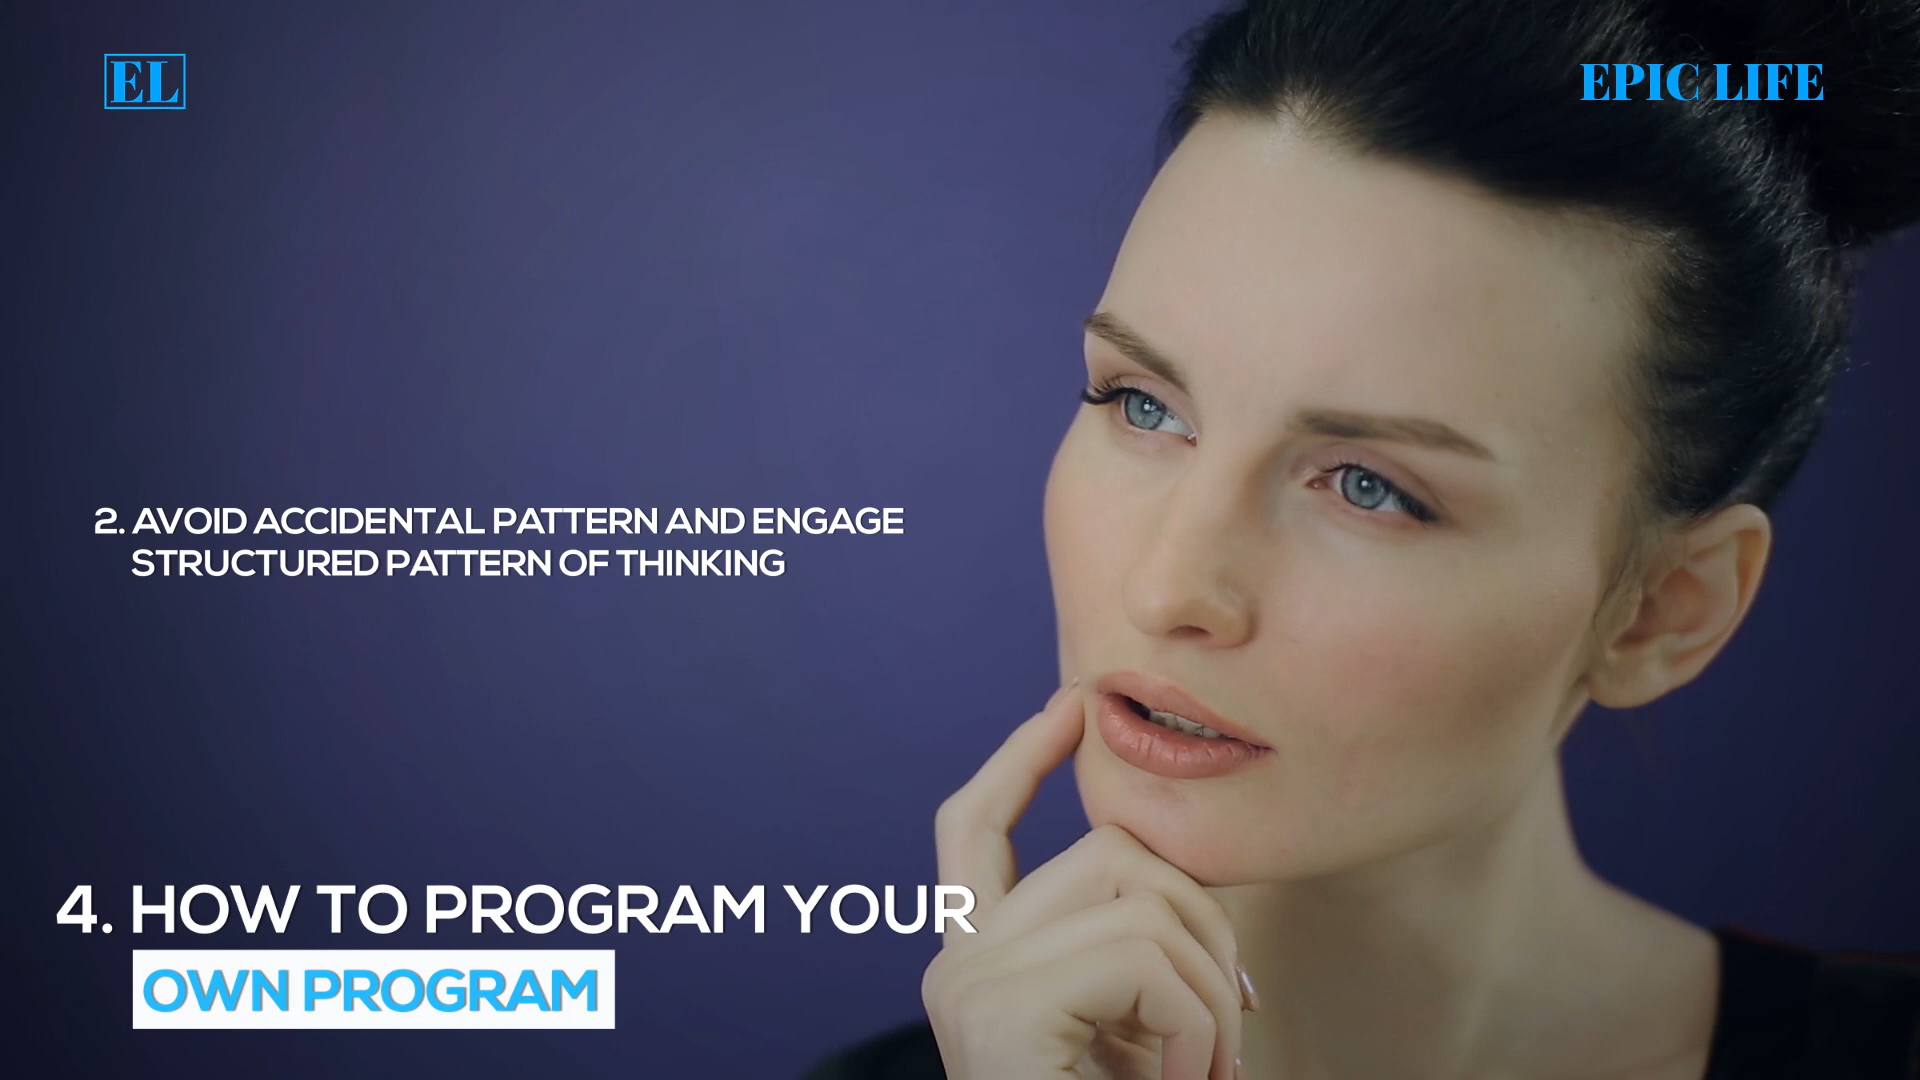 EL
EPIC LIFE
2. AVOID ACCIDENTAL PATTERN AND ENGAGE
STRUCTURED PATTERN OF THINKING
4. HOW TO PROGRAM YOUR
OWN PROGRAM